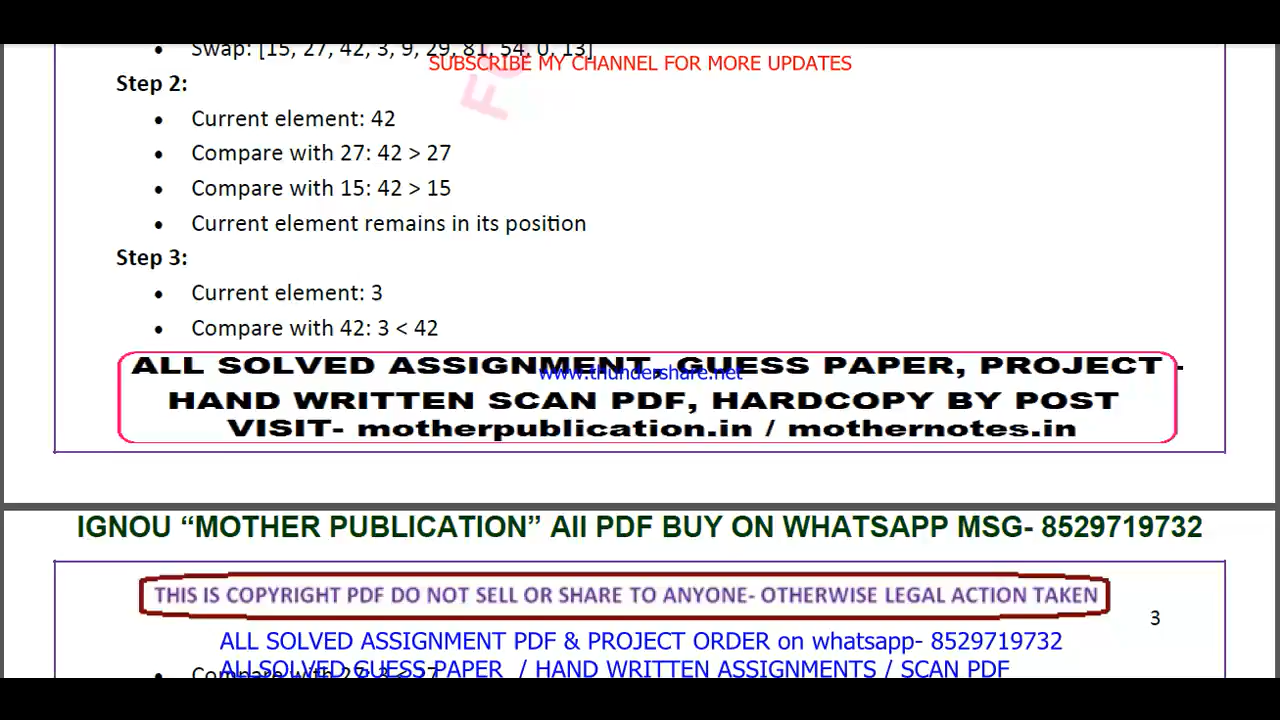 • Swap: [15, 27, 42, 3, 9, 29, 81, 54, 0, 13]
SUBSCRIBE MY CHANNEL FOR MORE UPDATES
Step 2:
• Current element: 42
• Compare with 27: 42 > 27
• Compare with 15: 42 > 15
• Current element remains in its position
Step 3:
• Current element: 3
• Compare with 42: 3 < 42
ALL SOLVED ASSIGNMENT, GUESS PAPER, PROJECT -
www.thundershare.net
HAND WRITTEN SCAN PDF, HARDCOPY BY POST
VISIT- motherpublication.in / mothernotes.in
IGNOU “MOTHER PUBLICATION” All PDF BUY ON WHATSAPP MSG- 8529719732
THIS IS COPYRIGHT PDF DO NOT SELL OR SHARE TO ANYONE- OTHERWISE LEGAL ACTION TAKEN
3
ALL SOLVED ASSIGNMENT PDF & PROJECT ORDER on whatsapp- 8529719732
ALL SOLVED GUESS PAPER / HAND WRITTEN ASSIGNMENTS / SCAN PDF
• Compare with 27: 3 < 27